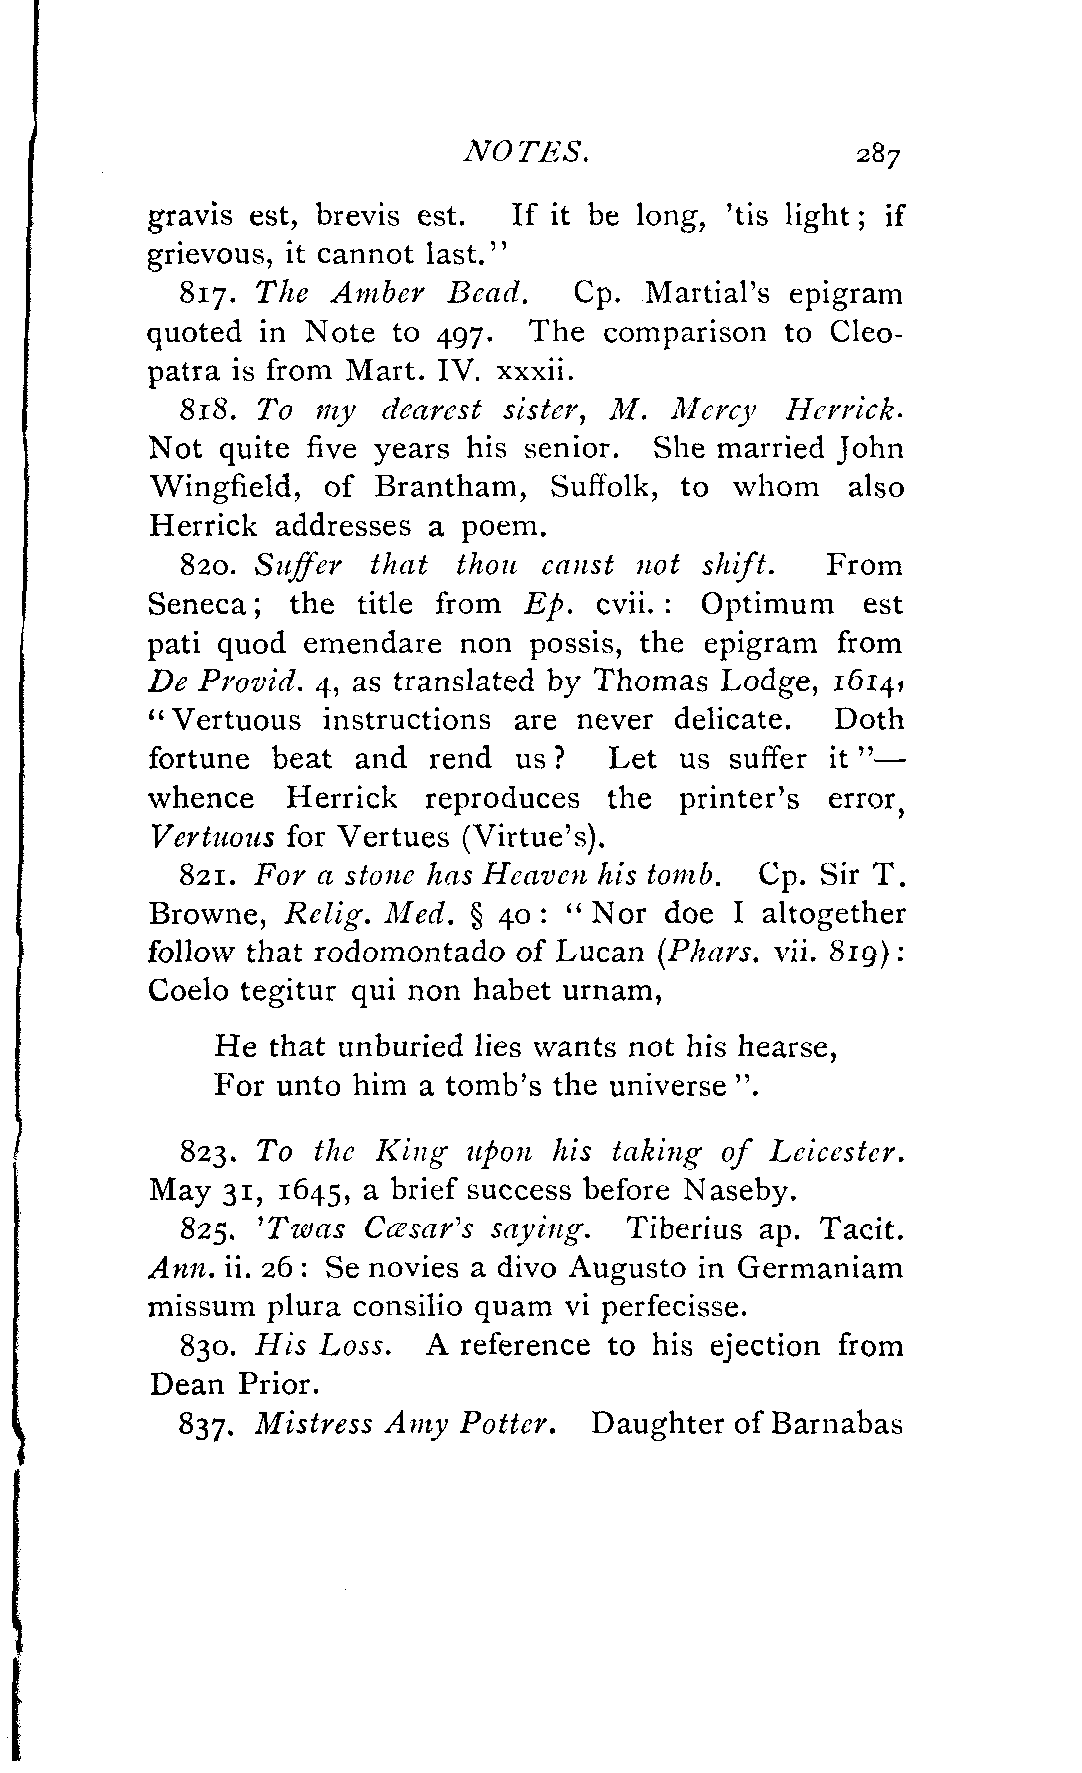 NOTES. 287
gravis est, brevis est. If it be long, 'tis light; if
grievous, it cannot last."
817. The Amber Bead. Cp. Martial's epigram
quoted in Note to 497. The comparison to Cleo-
patra is from Mart. IV. xxxii.
818. To my dearest sister, M. Mercy Herrick.
Not quite five years his senior. She married John
Wingfield, of Brantham, Suffolk, to whom also
Herrick addresses a poem.
820. Suffer that thou canst not shift. From
Seneca; the title from Ep. cvii.: Optimum est
pati quod emendare non possis, the epigram from
De Provid. 4, as translated by Thomas Lodge, 1614,
"Vertuous instructions are never delicate. Doth
fortune beat and rend us? Let us suffer it"—
whence Herrick reproduces the printer's error,
Vertuous for Vertues (Virtue's).
821. For a stone has Heaven his tomb. Cp. Sir T.
Browne, Relig. Med. § 40: "Nor doe I altogether
follow that rodomontado of Lucan (Phars. vii. 819):
Coelo tegitur qui non habet urnam,
He that unburied lies wants not his hearse,
For unto him a tomb's the universe".
823. To the King upon his taking of Leicester.
May 31, 1645, a brief success before Naseby.
825. 'Twas Cæsar's saying. Tiberius ap. Tacit.
Ann. ii. 26: Se novies a divo Augusto in Germaniam
missum plura consilio quam vi perfecisse.
830. His Loss. A reference to his ejection from
Dean Prior.
837. Mistress Amy Potter. Daughter of Barnabas